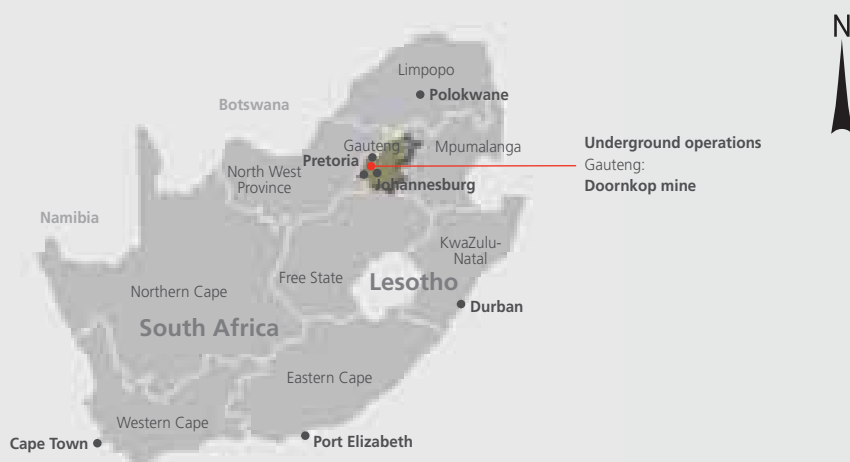 N
Limpopo
Polokwane
Botswana
Underground operations
Gauteng:
Doornkop mine
Gauteng
Mpumalanga
Pretoria
North West
Province
Johannesburg
Namibia
KwaZulu-
Natal
Free State
Lesotho
Northern Cape
Durban
South Africa
Eastern Cape
Western Cape
Cape Town
Port Elizabeth